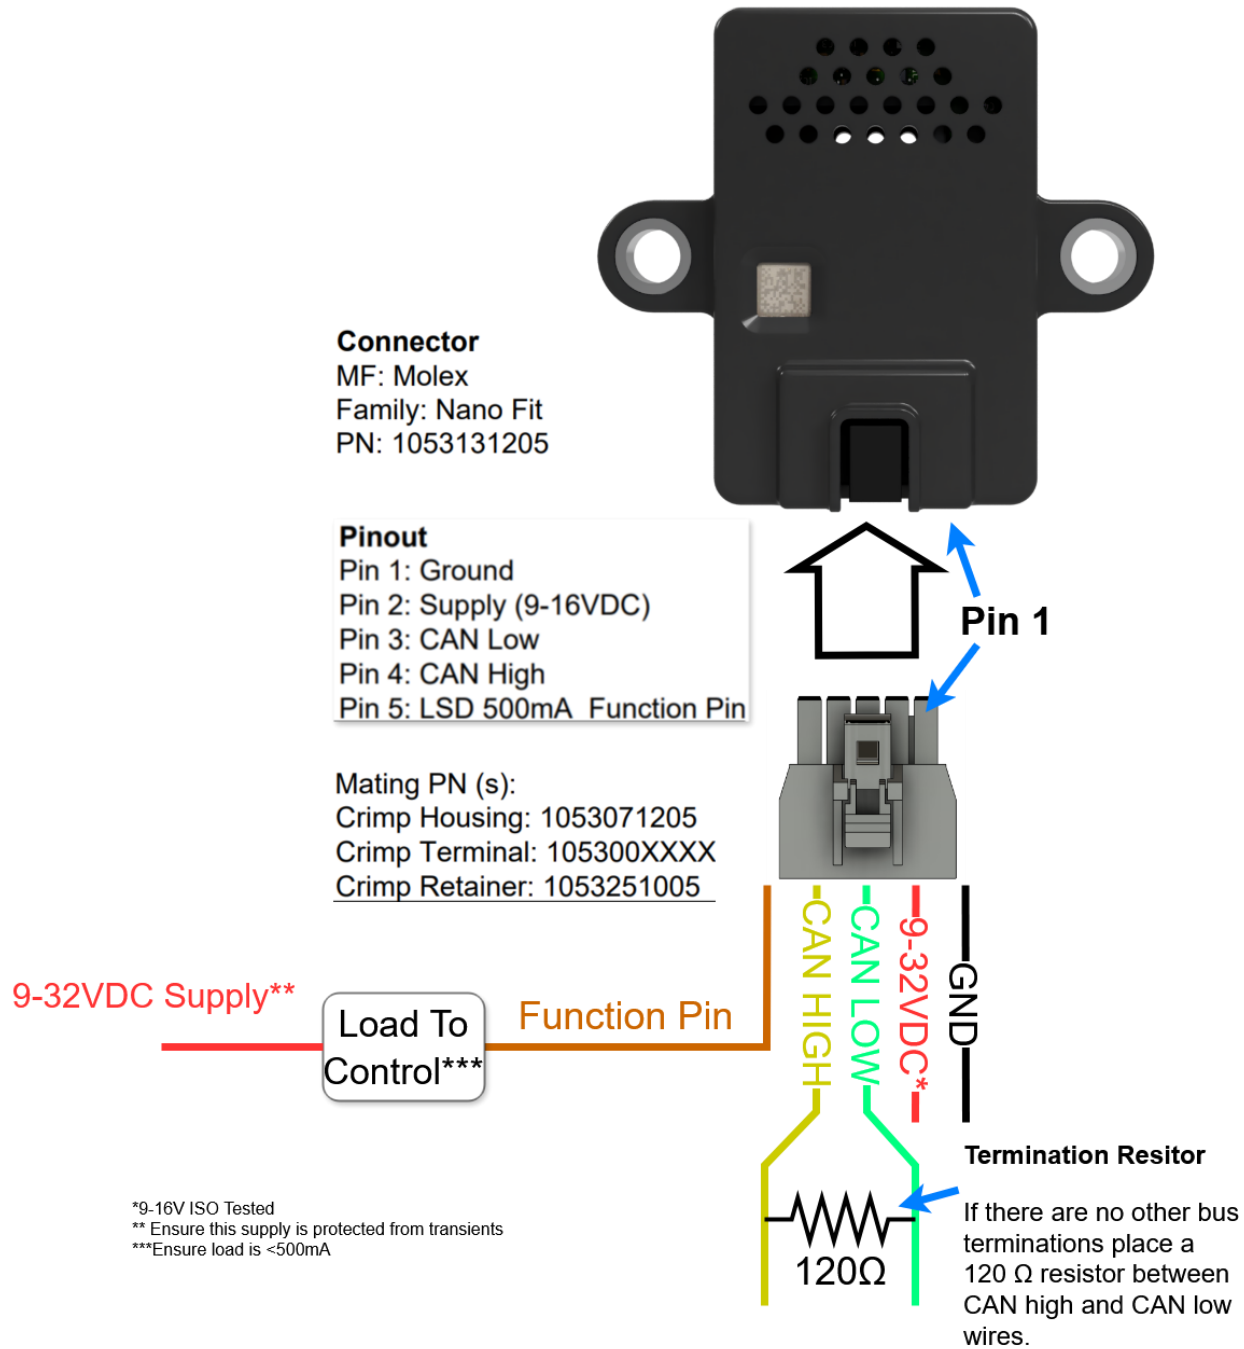 Connector
MF: Molex
Family: Nano Fit
PN: 1053131205
Pinout
Pin 1: Ground
Pin 2: Supply (9-16VDC)
Pin 3: CAN Low
Pin 4: CAN High
Pin 5: LSD 500mA  Function Pin
Pin 1
Mating PN (s):
Crimp Housing: 1053071205
Crimp Terminal: 105300XXXX
Crimp Retainer: 1053251005
CAN HIGH
CAN LOW
9-32VDC*
GND
9-32VDC Supply**
Load To
Control***
Function Pin
Termination Resitor
If there are no other bus
terminations place a
120 Ω resistor between
CAN high and CAN low
wires.
120Ω
*9-16V ISO Tested
** Ensure this supply is protected from transients
***Ensure load is <500mA